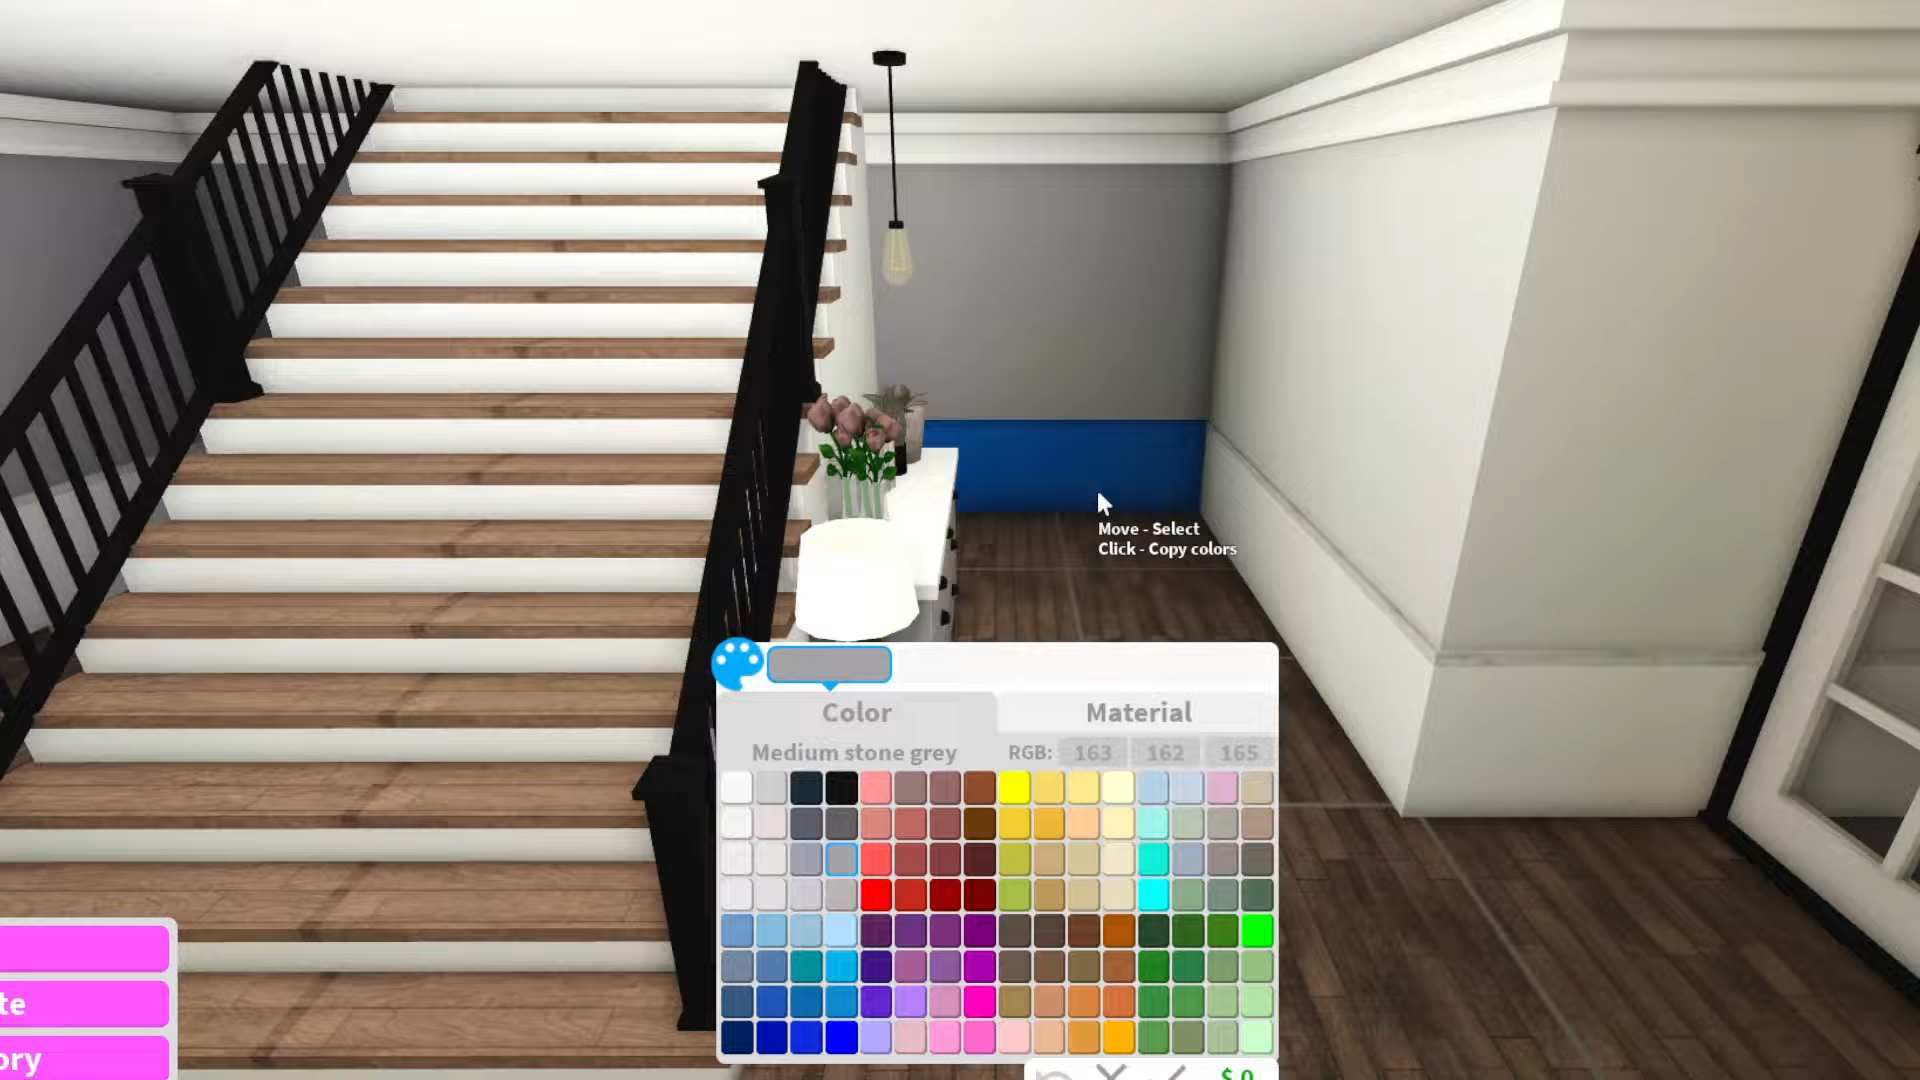 Move - Select
Click - Copy colors
Color
Material
Medium stone grey
RGB: 163 162 165
te
ory
$ 0